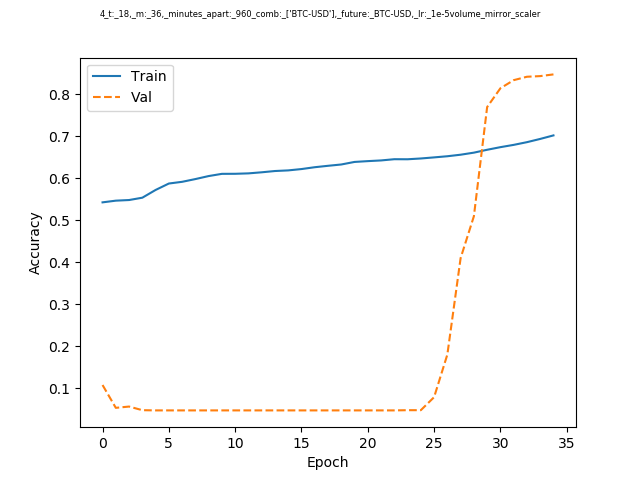 4_t:_18,_m:_36,_minutes_apart:_960_comb:_['BTC-USD'],_future:_BTC-USD,_lr:_1e-5volume_mirror_scaler
Train
Val
Accuracy
0.8
0.7
0.6
0.5
0.4
0.3
0.2
0.1
0 5 10 15 20 25 30 35
Epoch